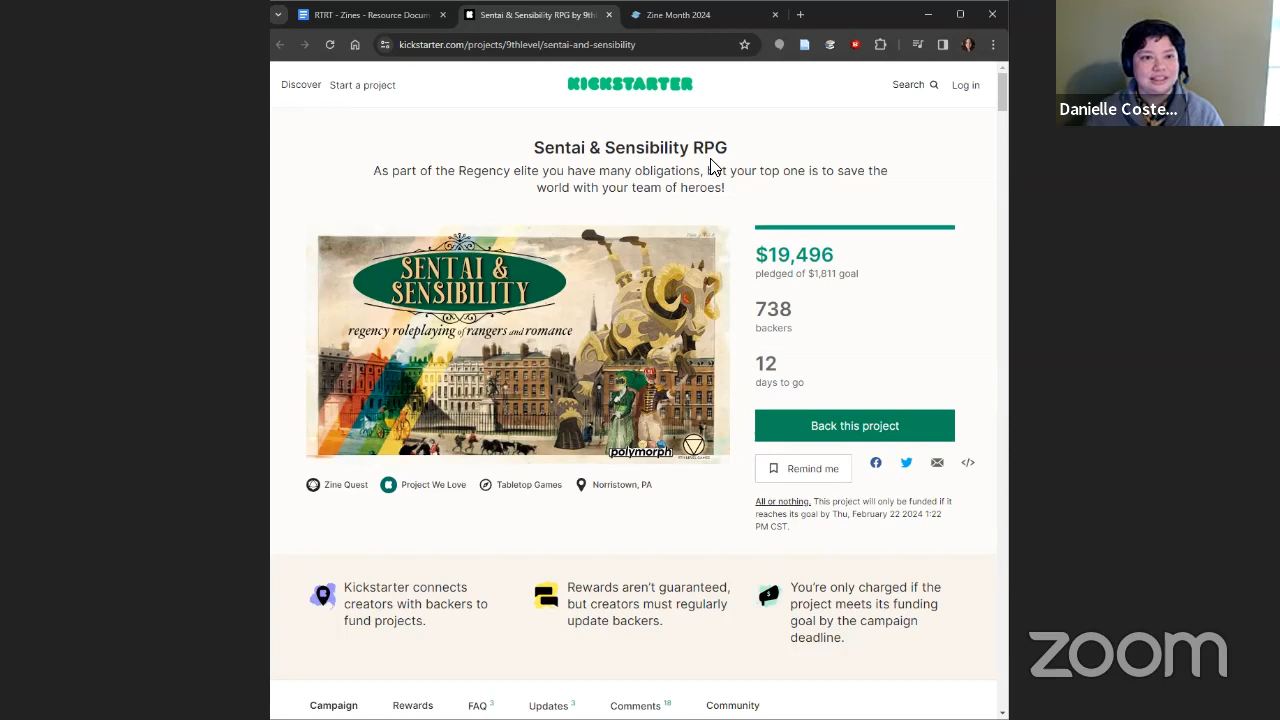 RTRT - Zines - Resource Docum
Sentai & Sensibility RPG by 9thl
Zine Month 2024
kickstarter.com/projects/9thlevel/sentai-and-sensibility
Discover
Start a project
KICKSTARTER
Search
Log in
Sentai & Sensibility RPG
As part of the Regency elite you have many obligations, but your top one is to save the
world with your team of heroes!
SENTAI &
SENSIBILITY
regency roleplaying of rangers and romance
polymorph
$19,496
pledged of $1,811 goal
738
backers
12
days to go
Back this project
Remind me
Zine Quest
Project We Love
Tabletop Games
Norristown, PA
All or nothing. This project will only be funded if it
reaches its goal by Thu, February 22 2024 1:22
PM CST.
Kickstarter connects
creators with backers to
fund projects.
Rewards aren't guaranteed,
but creators must regularly
update backers.
You're only charged if the
project meets its funding
goal by the campaign
deadline.
Campaign
Rewards
FAQ 3
Updates 3
Comments 18
Community
Danielle Coste...
zoom